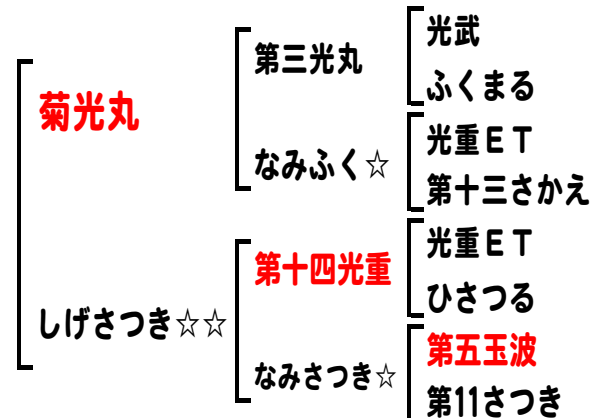 菊光丸
しげさつき☆☆
第三光丸
なみふく☆
第十四光重
なみさつき☆
光武
ふくまる
光重ＥＴ
第十三さかえ
光重ＥＴ
ひさつる
第五玉波
第11さつき